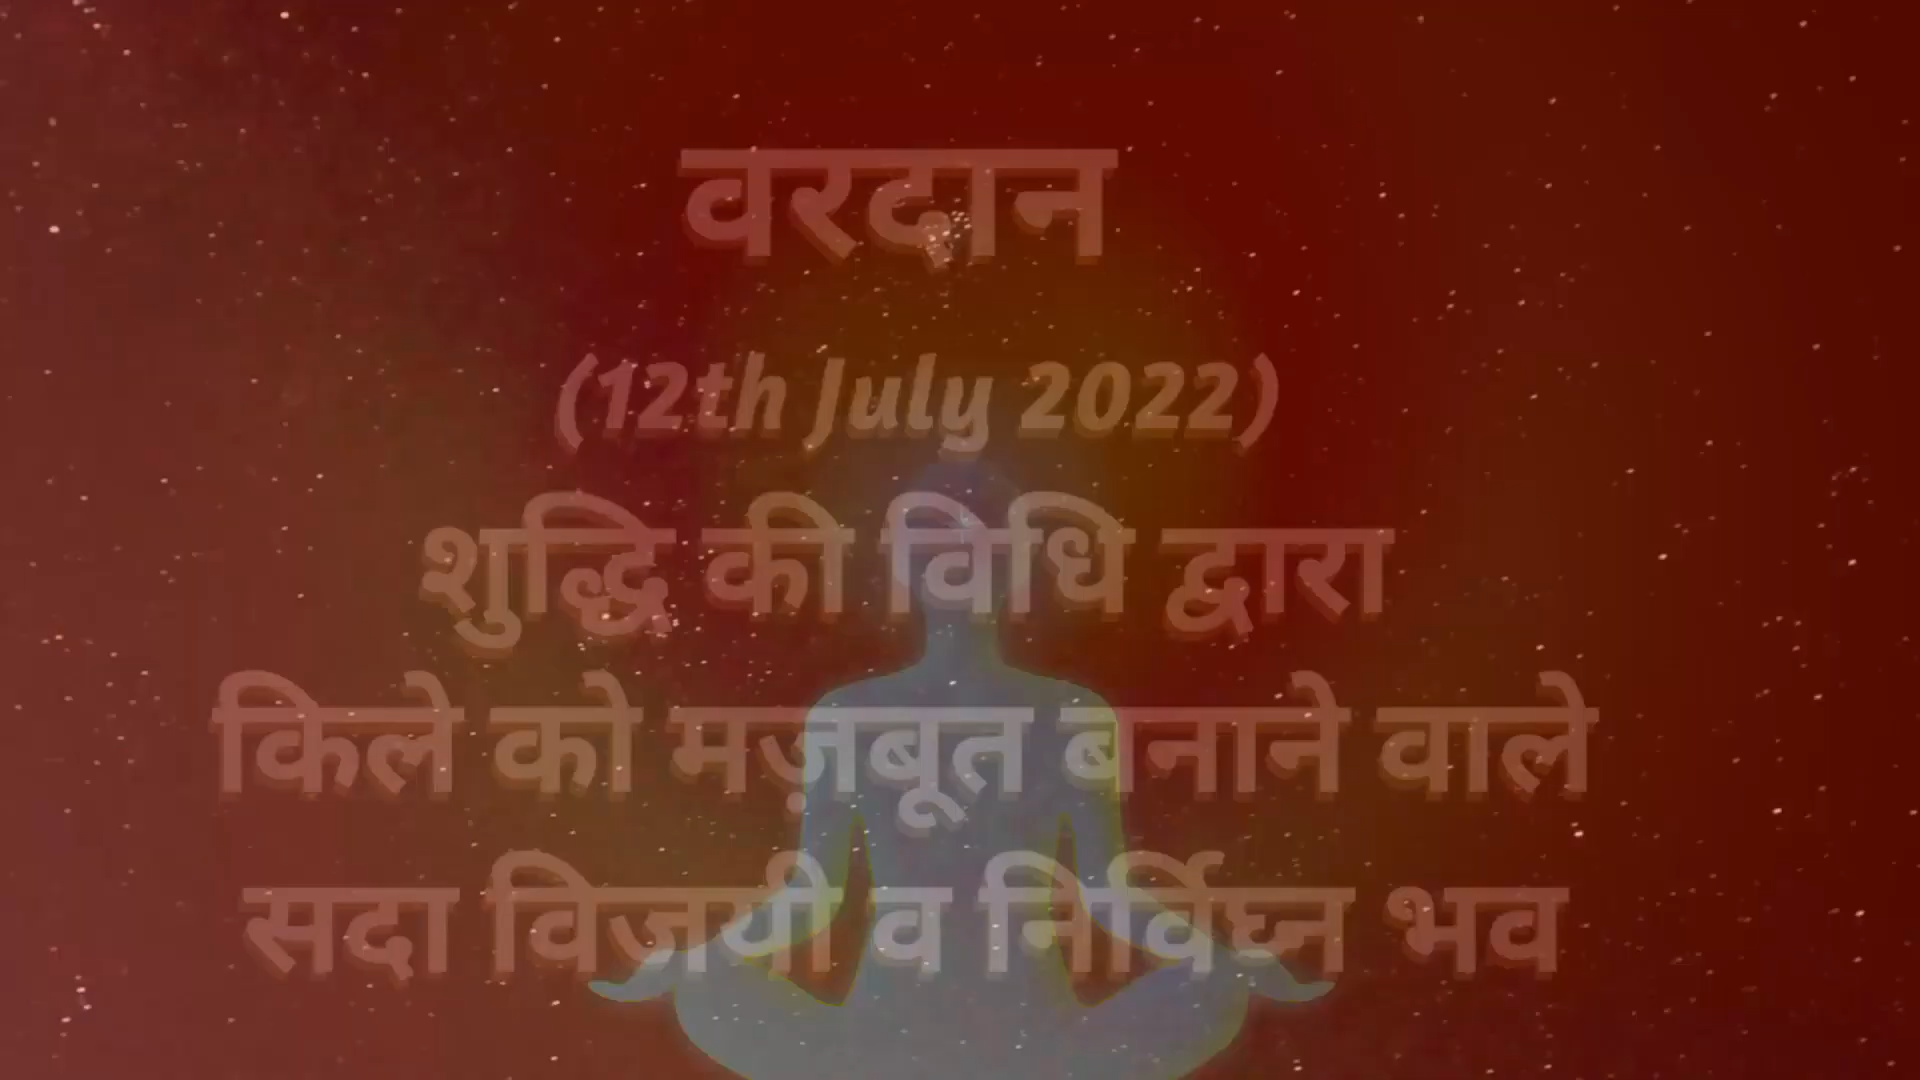 वरदान
(12th July 2022)
शुद्धि की विधि द्वारा
किले को मज़बूत बनाने वाले
सदा विजयी व निर्विघ्न भव